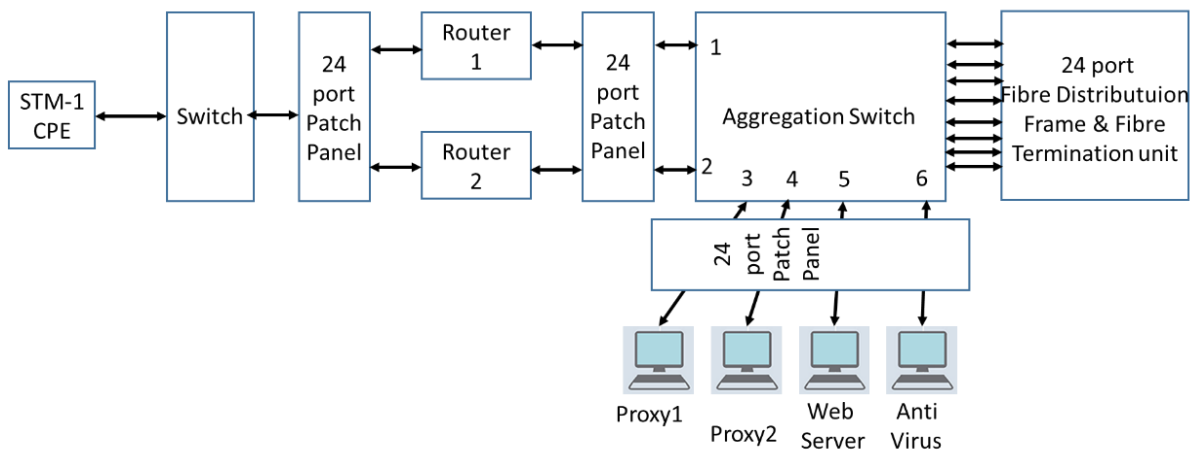 STM-1
CPE
Switch
24
port
Patch
Panel
Router
1
Router
2
24
port
Patch
Panel
1
2
Aggregation Switch
3 4 5 6
24 port
Fibre Distributuion
Frame & Fibre
Termination unit
24
port
Patch
Panel
Proxy1
Proxy2
Web
Server
Anti
Virus